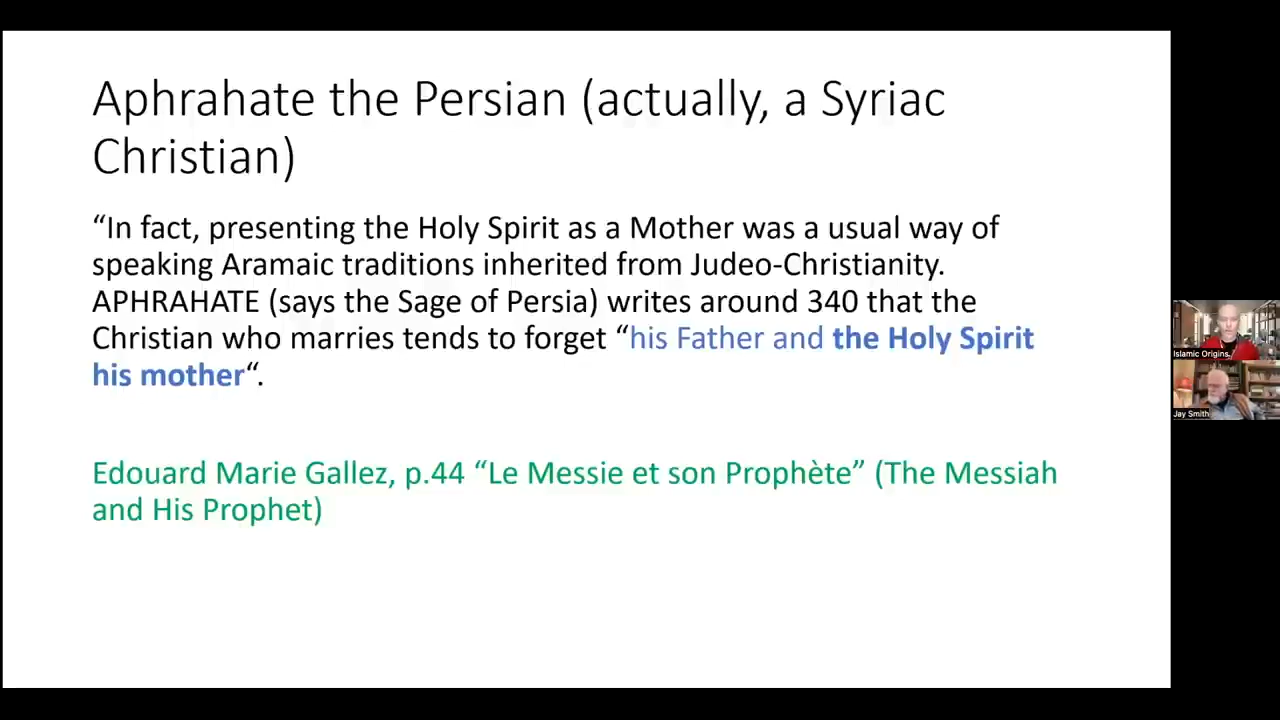 Aphrahate the Persian (actually, a Syriac
Christian)
“In fact, presenting the Holy Spirit as a Mother was a usual way of
speaking Aramaic traditions inherited from Judeo-Christianity.
APHRAHATE (says the Sage of Persia) writes around 340 that the
Christian who marries tends to forget “his Father and the Holy Spirit
his mother“.
Edouard Marie Gallez, p.44 “Le Messie et son Prophète” (The Messiah
and His Prophet)
Islamic Origins.
Jay Smith